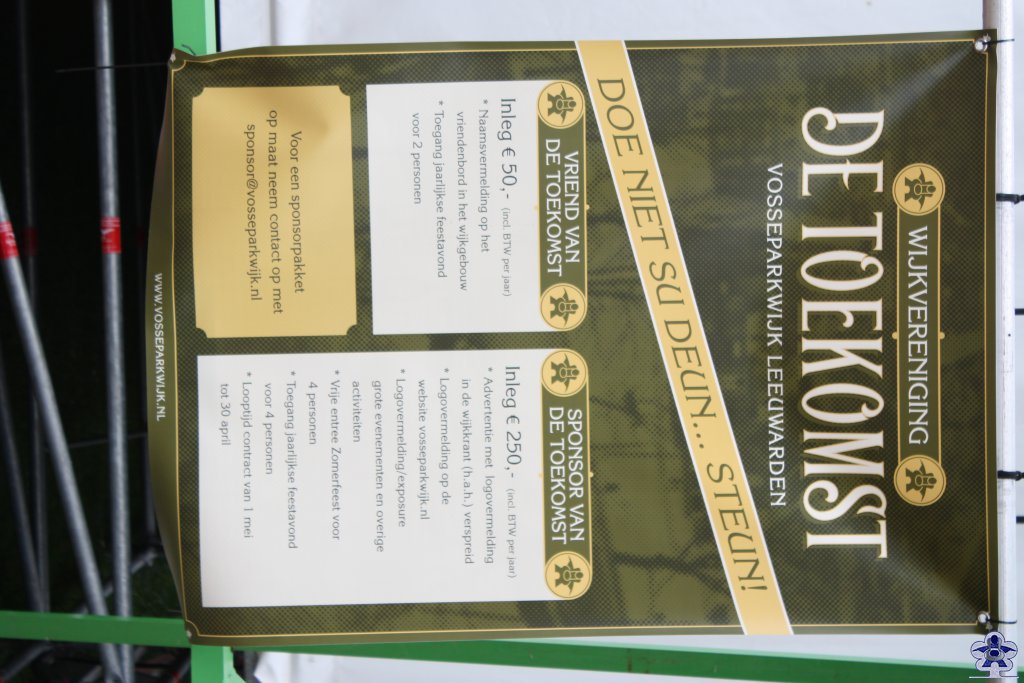 WIJKVERENIGING
DE TOEKOMST
VOSSEPARKWIJK LEEUWARDEN
DOE NIET SU DEUN... STEUN!
VRIEND VAN
DE TOEKOMST
Inleg € 50,- (incl. BTW per jaar)
* Naamsvermelding op het
vriendenbord in het wijkgebouw
* Toegang jaarlijkse feestavond
voor 2 personen
Voor een sponsorpakket
op maat neem contact op met
sponsor@vosseparkwijk.nl
SPONSOR VAN
DE TOEKOMST
Inleg € 250,- (incl. BTW per jaar)
* Advertentie met logovermelding
in de wijkkrant (h.a.h.) verspreid
* Logovermelding op de
website vosseparkwijk.nl
* Logovermelding/exposure
grote evenementen en overige
activiteiten
* Vrije entree Zomerfeest voor
4 personen
* Toegang jaarlijkse feestavond
voor 4 personen
* Looptijd contract van 1 mei
tot 30 april
WWW.VOSSEPARKWIJK.NL